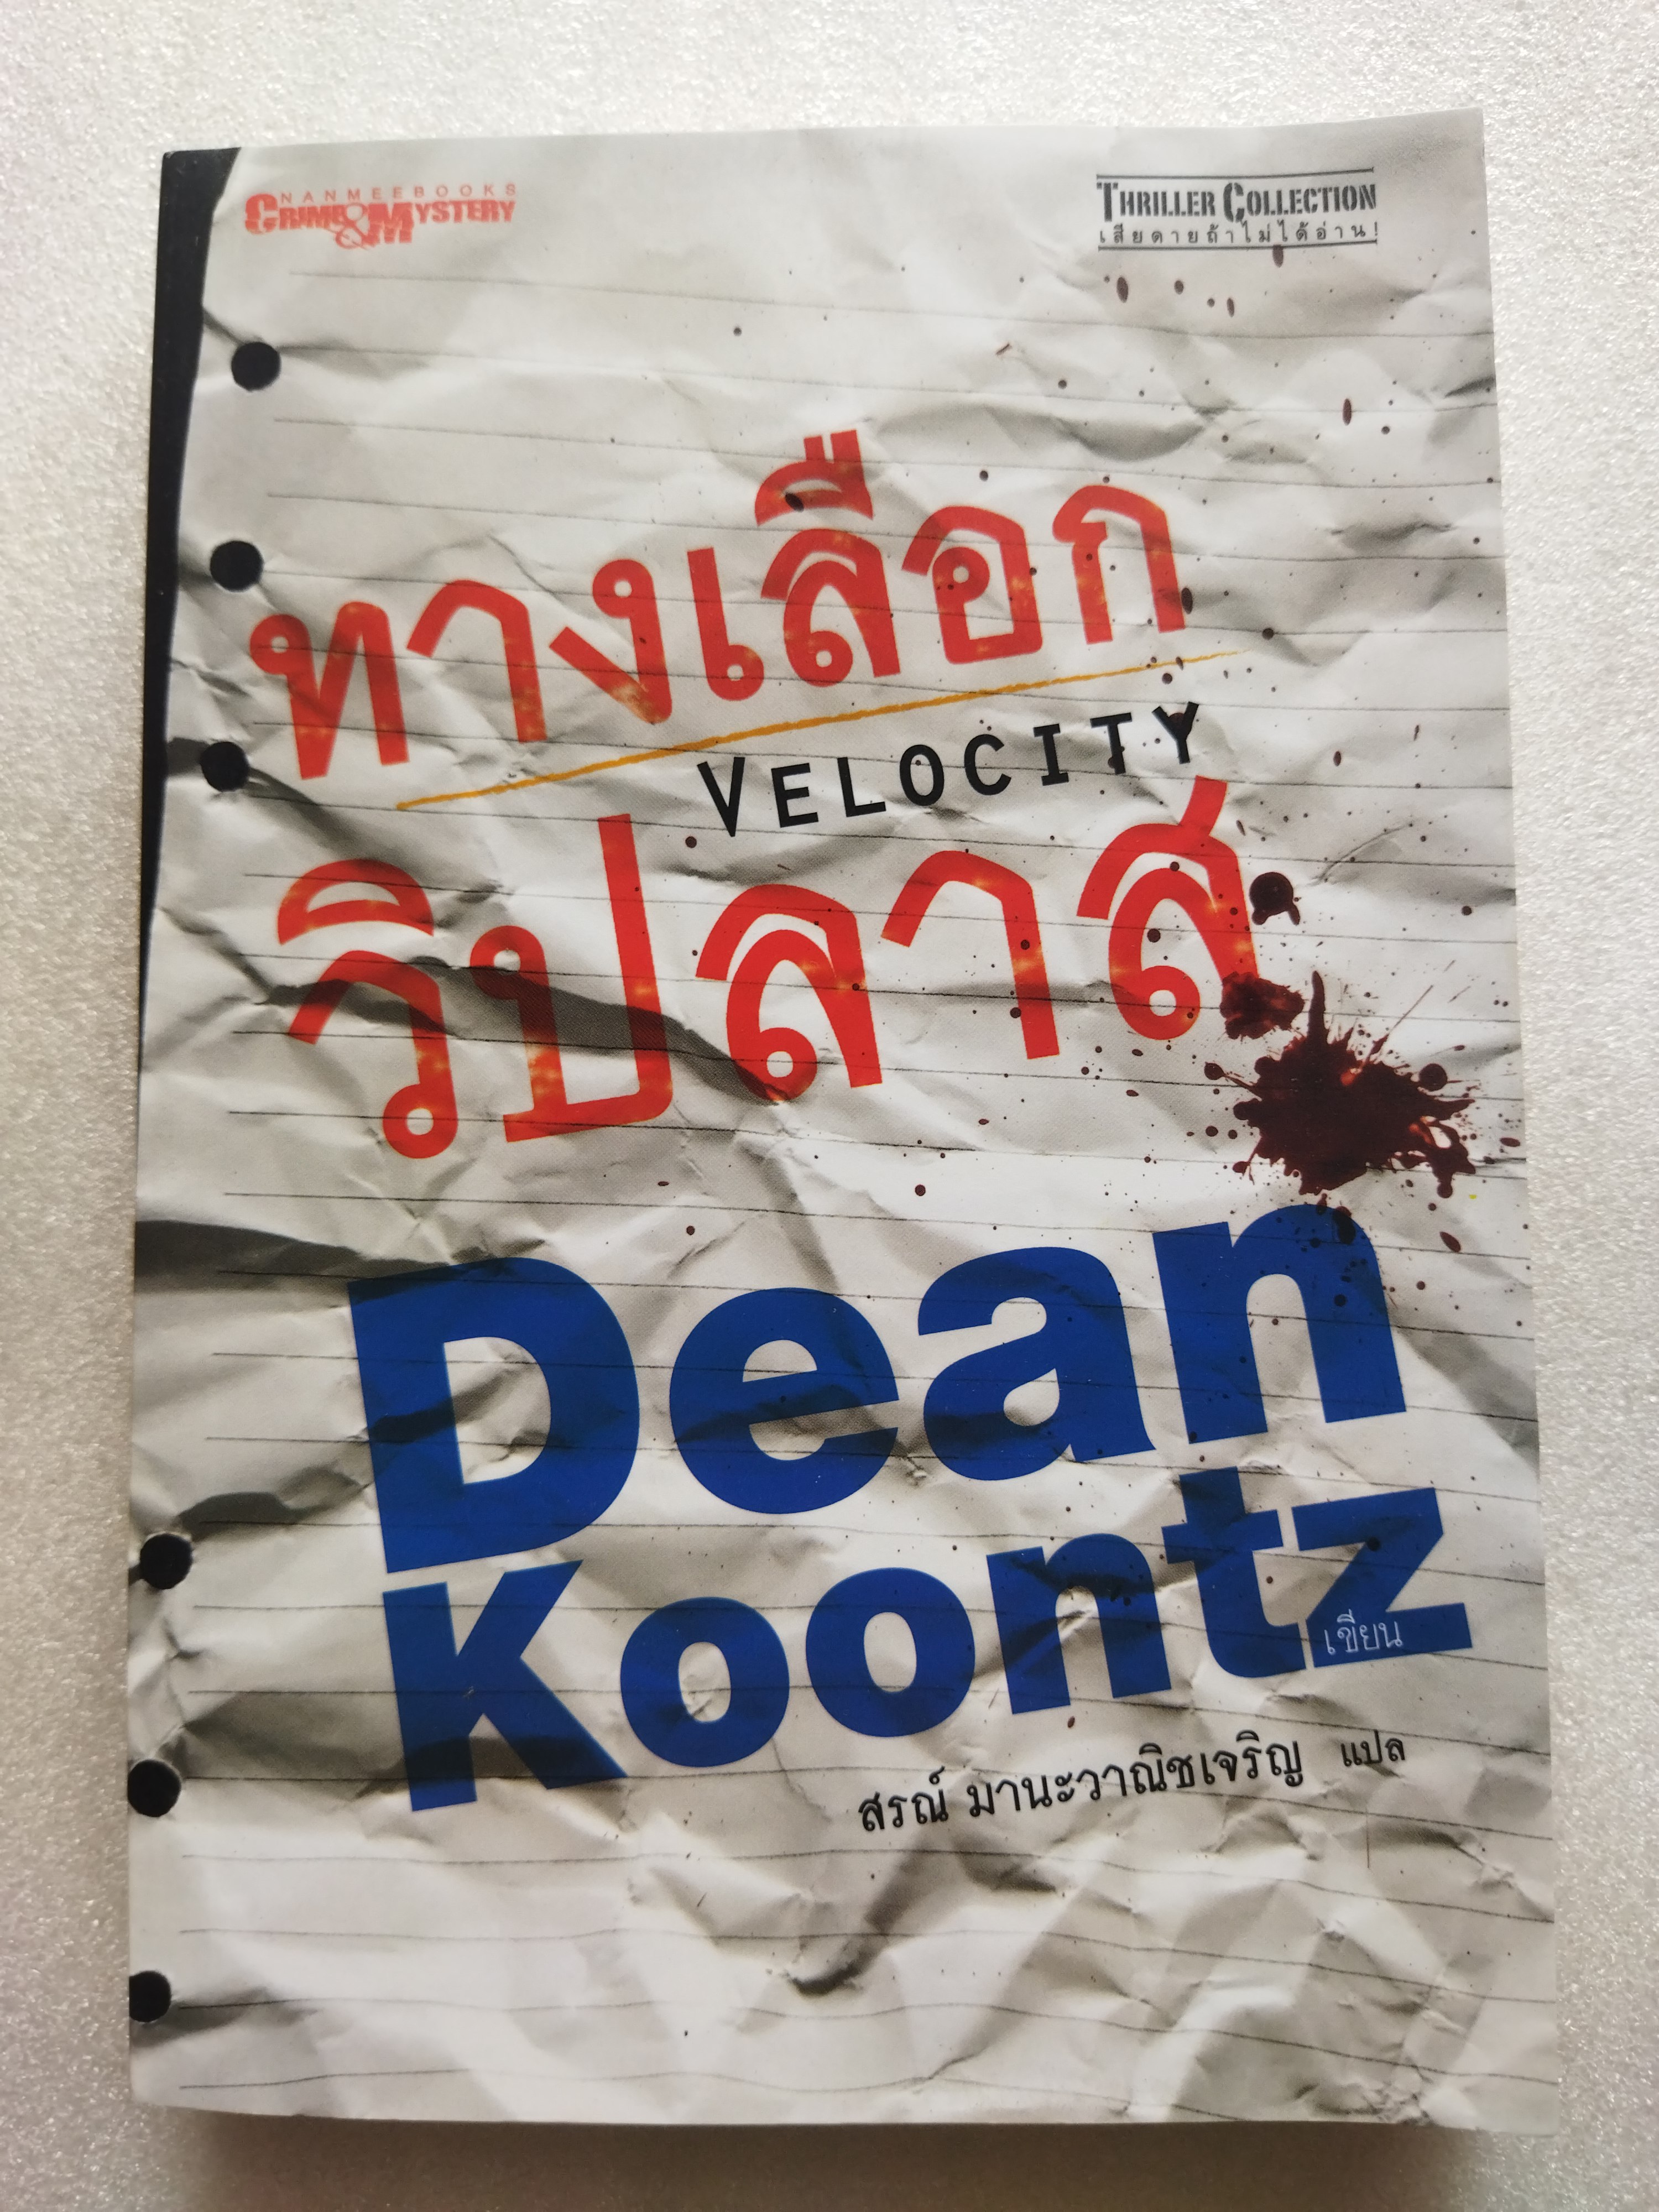 NANMEEBOOKS
CRIME & MYSTERY
THRILLER COLLECTION
เสียดายถ้าไม่ได้อ่าน!
ทางเลือก
VELOCITY
วิปลาส
Dean
Koontz
เขียน
สรณ์ มานะวาณิชเจริญ แปล